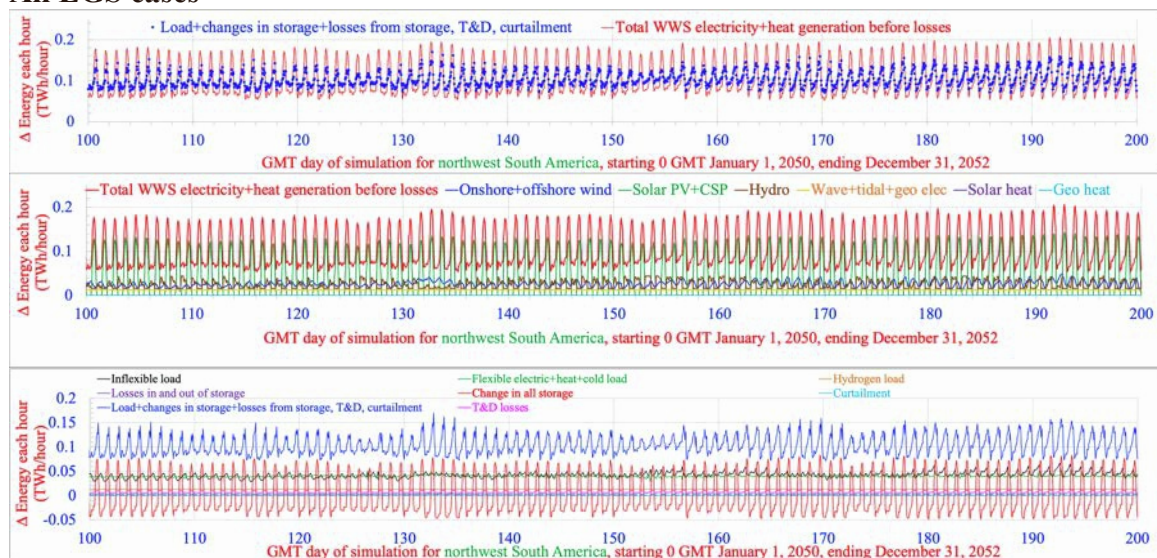 All EGS cases
Load+changes in storage+losses from storage, T&D, curtailment Total WWS electricity+heat generation before losses
Δ Energy each hour
(TWh/hour)
0.2
0.1
0
100 110 120 130 140 150 160 170 180 190 200
GMT day of simulation for northwest South America, starting 0 GMT January 1, 2050, ending December 31, 2052
Total WWS electricity+heat generation before losses Onshore+offshore wind Solar PV+CSP Hydro Wave+tidal+geo elec Solar heat Geo heat
Δ Energy each hour
(TWh/hour)
0.2
0.1
0
100 110 120 130 140 150 160 170 180 190 200
GMT day of simulation for northwest South America, starting 0 GMT January 1, 2050, ending December 31, 2052
Inflexible load Flexible electric+heat+cold load Hydrogen load
Losses in and out of storage Change in all storage Curtailment
Load+changes in storage+losses from storage, T&D, curtailment T&D losses
Δ Energy each hour
(TWh/hour)
0.2
0.15
0.1
0.05
0
-0.05
100 110 120 130 140 150 160 170 180 190 200
GMT day of simulation for northwest South America, starting 0 GMT January 1, 2050, ending December 31, 2052